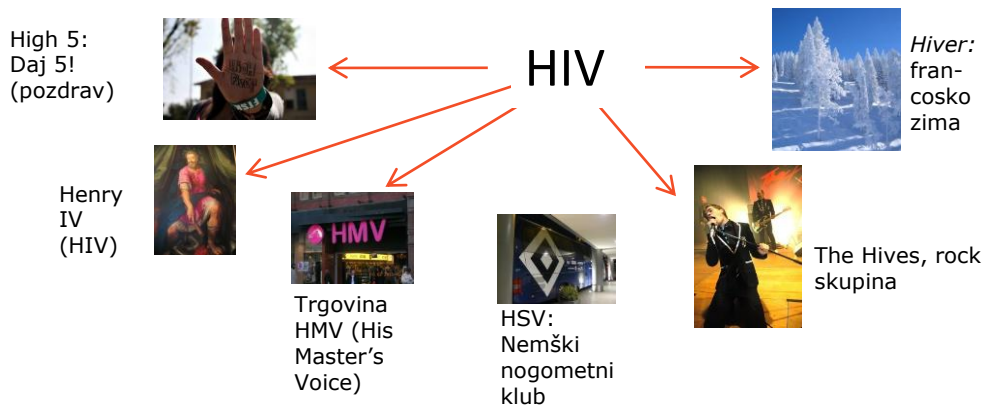 High 5:
Daj 5!
(pozdrav)
HIV
Hiver:
fran-
cosko
zima
Henry
IV
(HIV)
HMV
Trgovina
HMV (His
Master's
Voice)
HSV:
Nemški
nogometni
klub
The Hives, rock
skupina